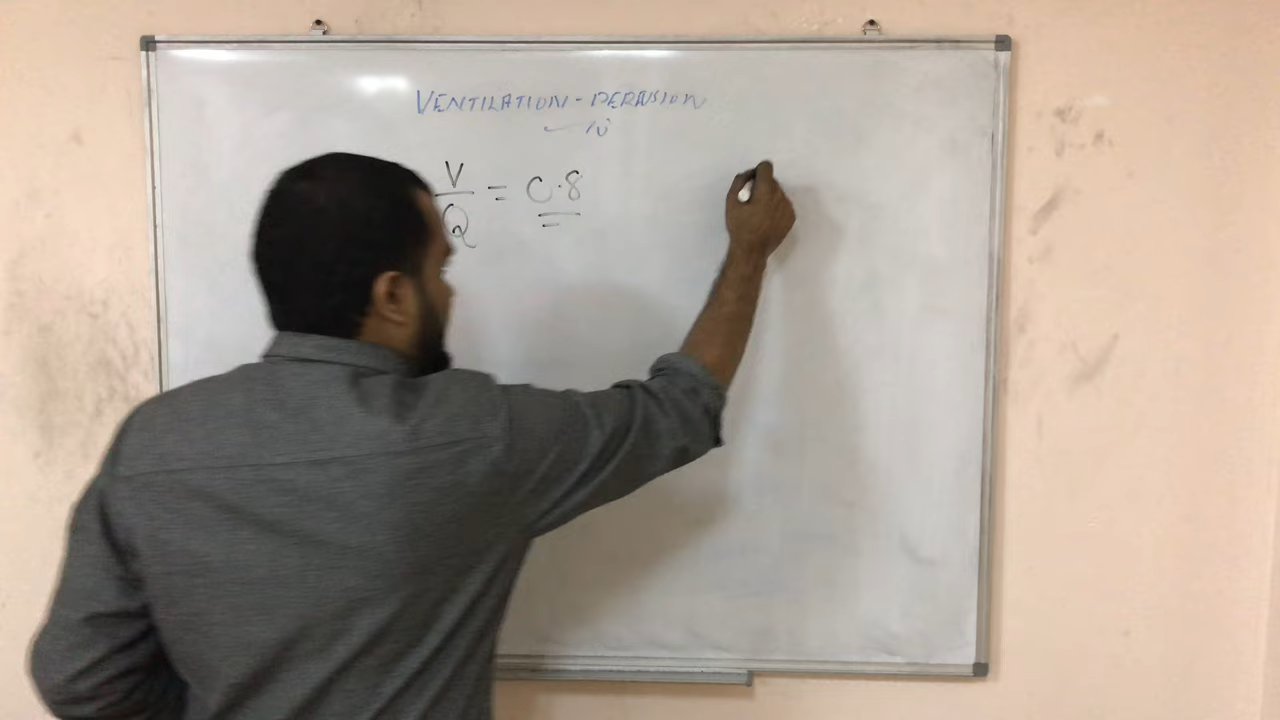 VENTILATION - PERFUSION
V
Q
= 0.8